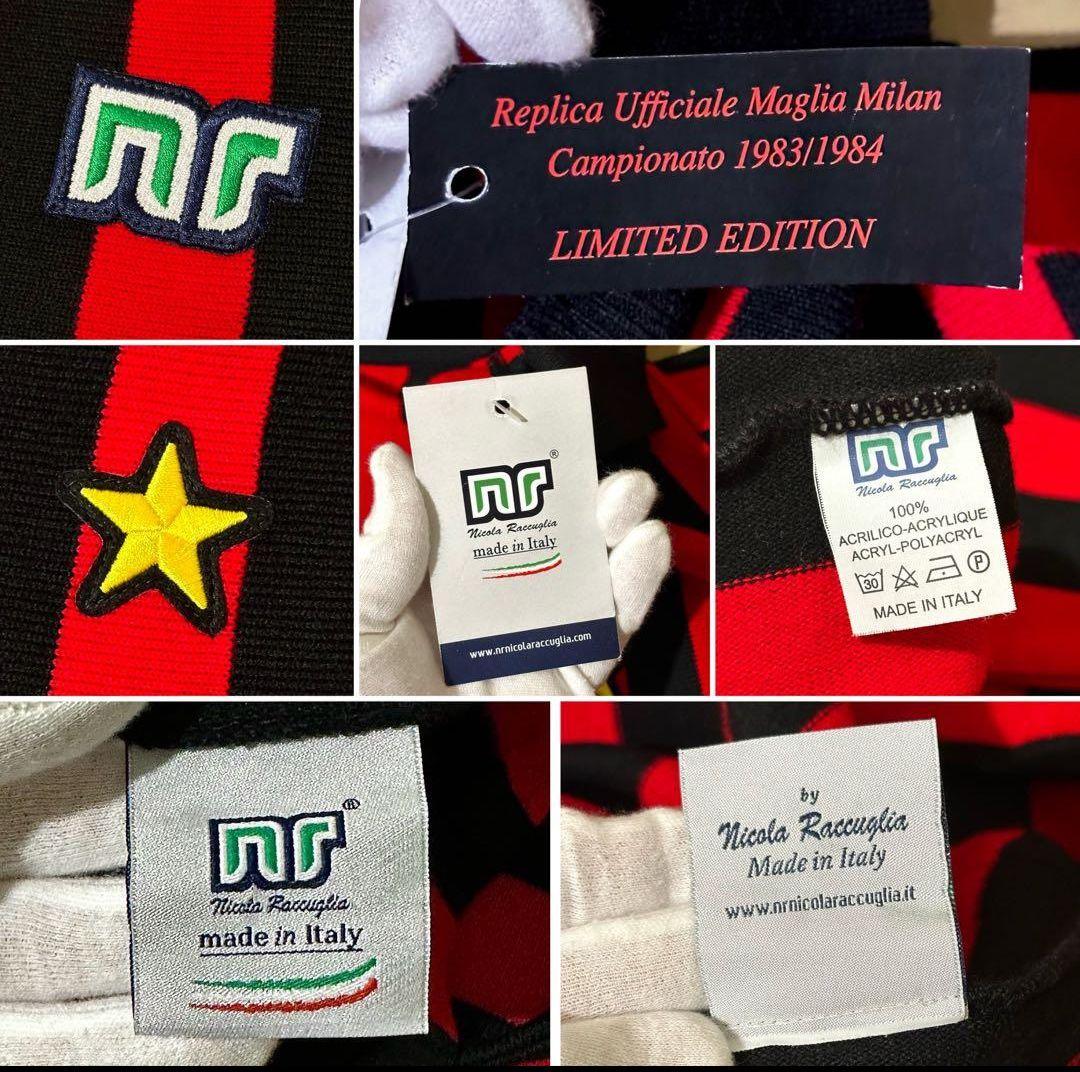 nr
Replica Ufficiale Maglia Milan
Campionato 1983/1984
LIMITED EDITION
nr®
Nicola Raccuglia
made in Italy
www.nrnicolaraccuglia.com
nr
Nicola Raccuglia
100%
ACRILICO-ACRYLIQUE
ACRYL-POLYACRYL
30 P
MADE IN ITALY
nr®
Nicola Raccuglia
made in Italy
by
Nicola Raccuglia
Made in Italy
www.nrnicolaraccuglia.it